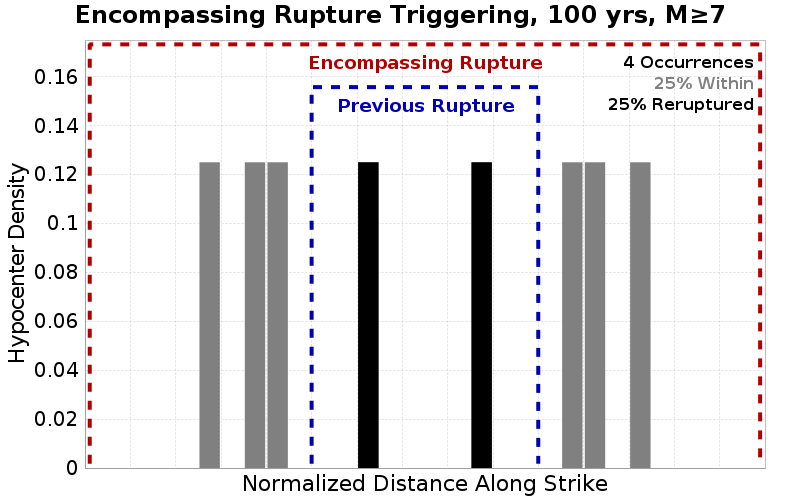 Encompassing Rupture Triggering, 100 yrs, M≥7
Encompassing Rupture
4 Occurrences
25% Within
25% Reruptured
Previous Rupture
Hypocenter Density
0.16
0.14
0.12
0.1
0.08
0.06
0.04
0.02
0
Normalized Distance Along Strike